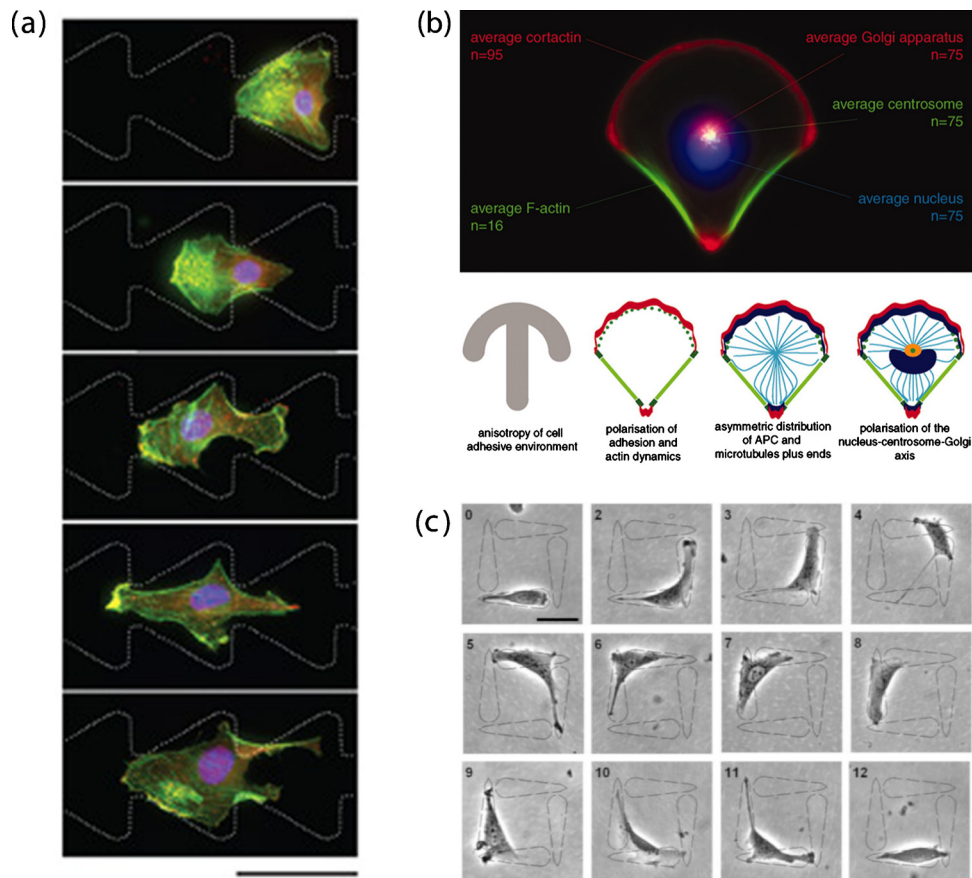 (a)
(b)
average cortactin
n=95
average Golgi apparatus
n=75
average centrosome
n=75
average F-actin
n=16
average nucleus
n=75
anisotropy of cell
adhesive environment
polarisation of
adhesion and
actin dynamics
asymmetric distribution
of APC and
microtubules plus ends
polarisation of the
nucleus-centrosome-Golgi
axis
(c)
0
2
3
4
5
6
7
8
9
10
11
12